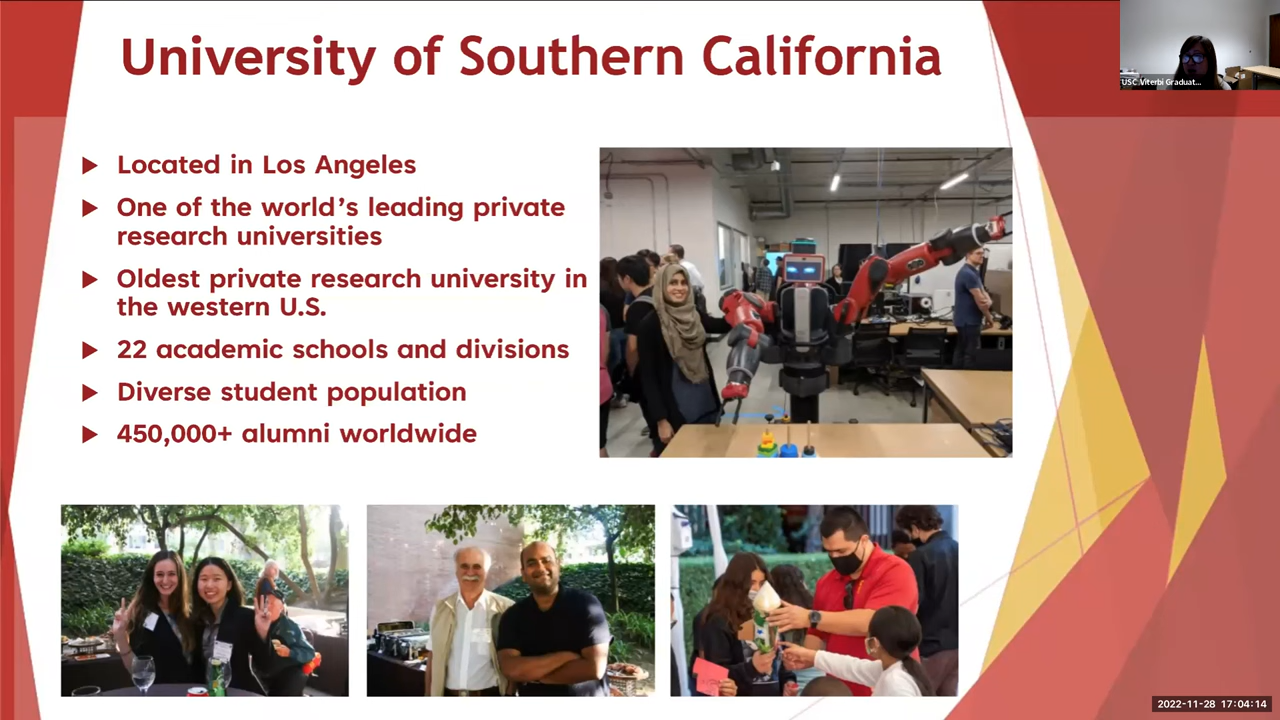 University of Southern California
USC Viterbi Graduat...
Located in Los Angeles
One of the world's leading private
research universities
Oldest private research university in
the western U.S.
22 academic schools and divisions
Diverse student population
450,000+ alumni worldwide
2022-11-28 17:04:14